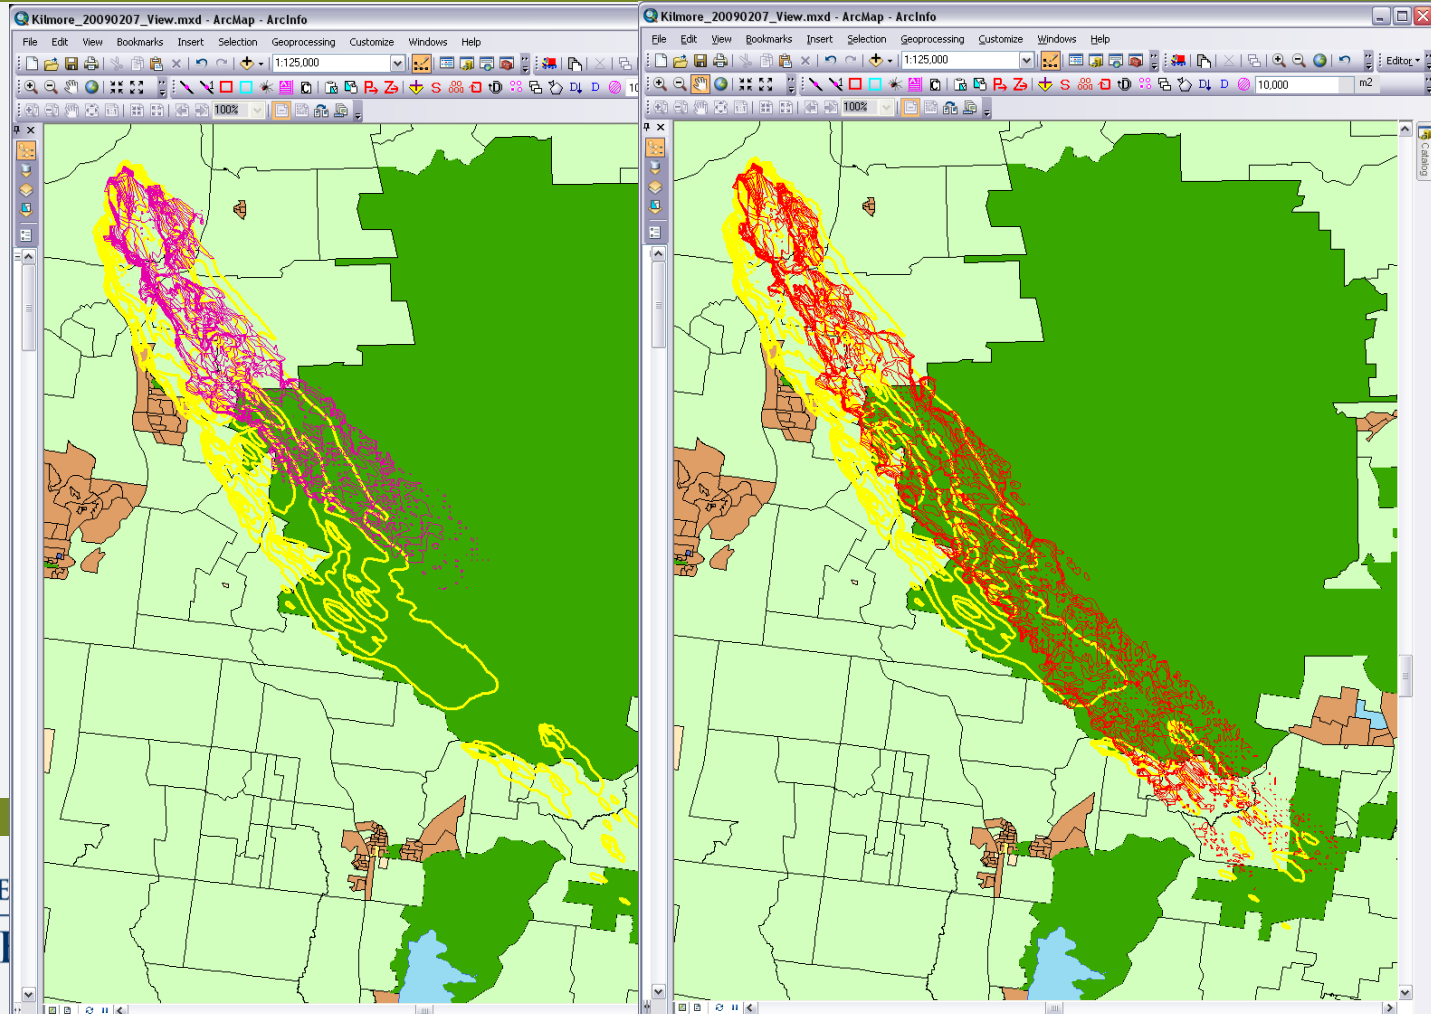 Kilmore_20090207_View.mxd - ArcMap - ArcInfo
File Edit View Bookmarks Insert Selection Geoprocessing Customize Windows Help
1:125,000
100%
Kilmore_20090207_View.mxd - ArcMap - ArcInfo
File Edit View Bookmarks Insert Selection Geoprocessing Customize Windows Help
1:125,000
Editor
10,000 m2
100%
Catalog